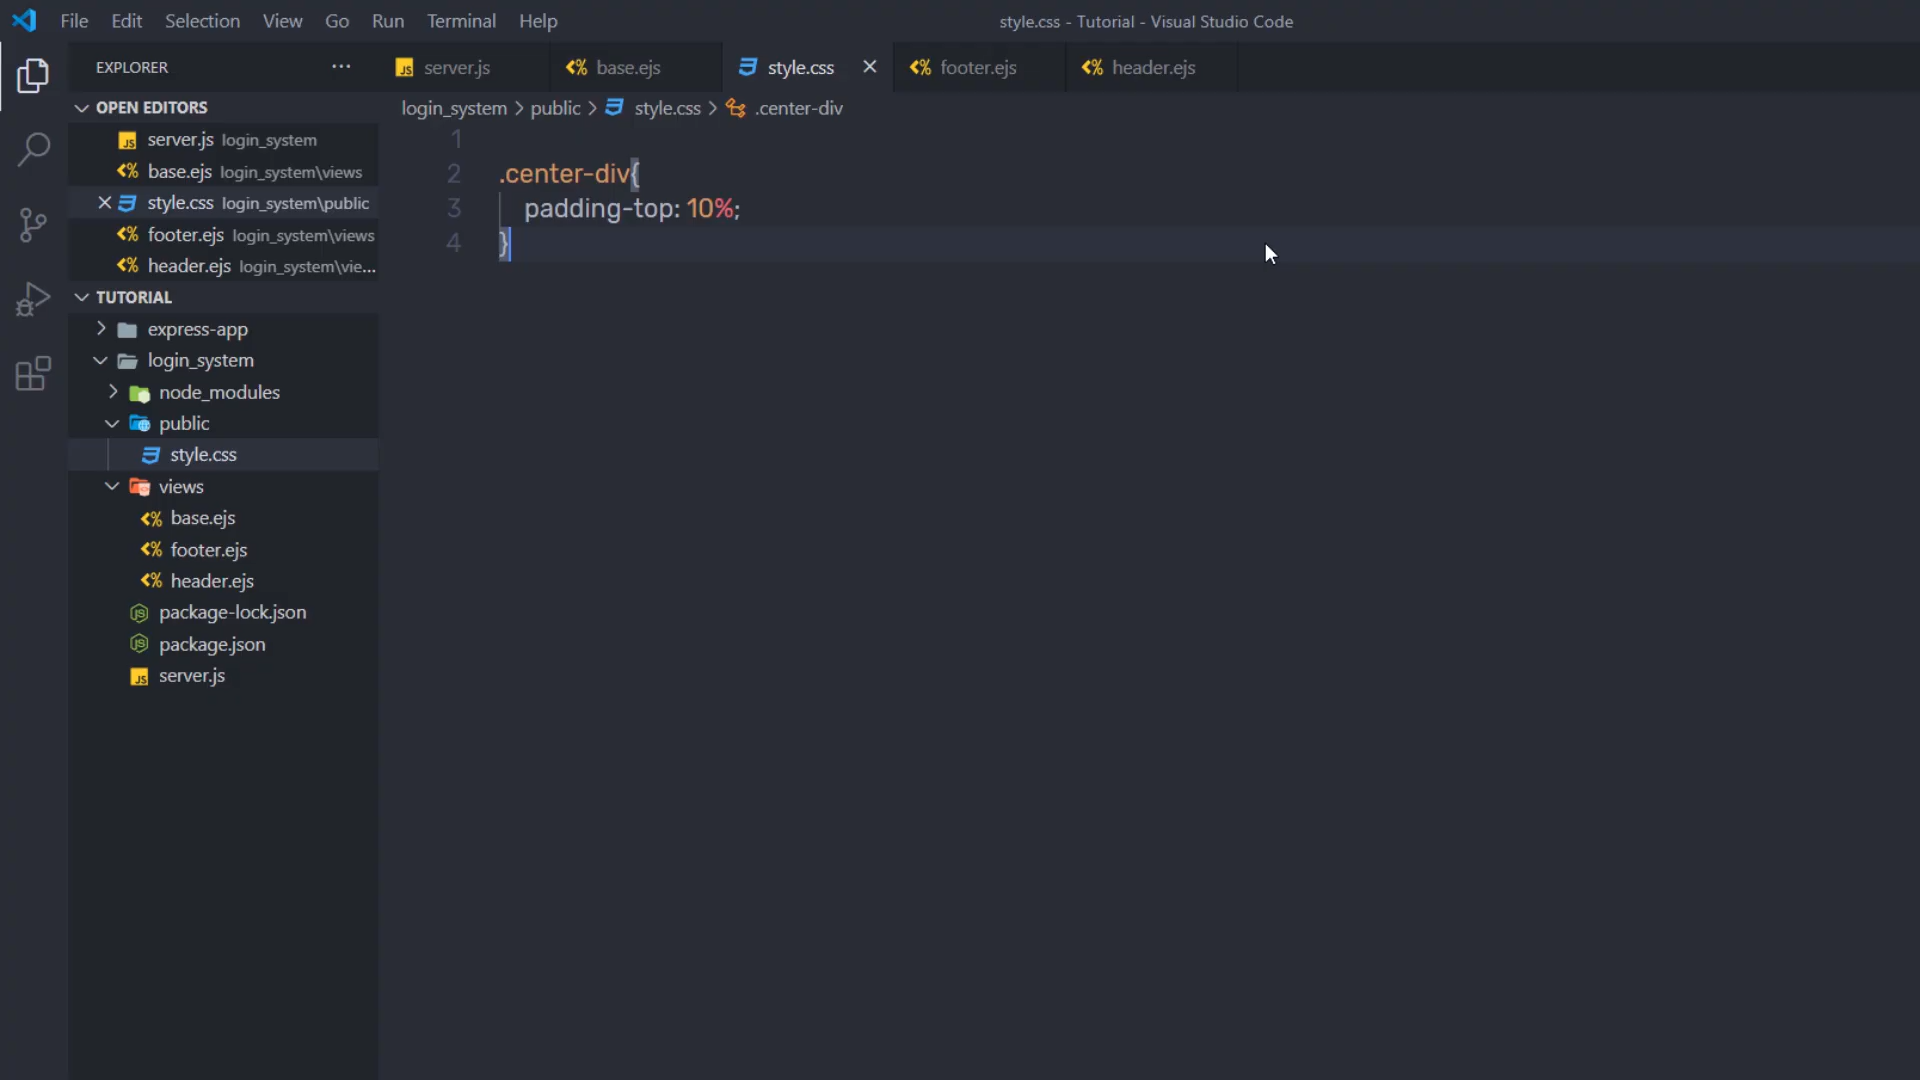 File Edit Selection View Go Run Terminal Help
style.css - Tutorial - Visual Studio Code
EXPLORER ···
server.js base.ejs style.css footer.ejs header.ejs
OPEN EDITORS
login_system > public > style.css > .center-div
server.js login_system
base.ejs login_system\views
style.css login_system\public
footer.ejs login_system\views
header.ejs login_system\vie...
1
2 .center-div{
3 padding-top: 10%;
4 }
TUTORIAL
express-app
login_system
node_modules
public
style.css
views
base.ejs
footer.ejs
header.ejs
package-lock.json
package.json
server.js